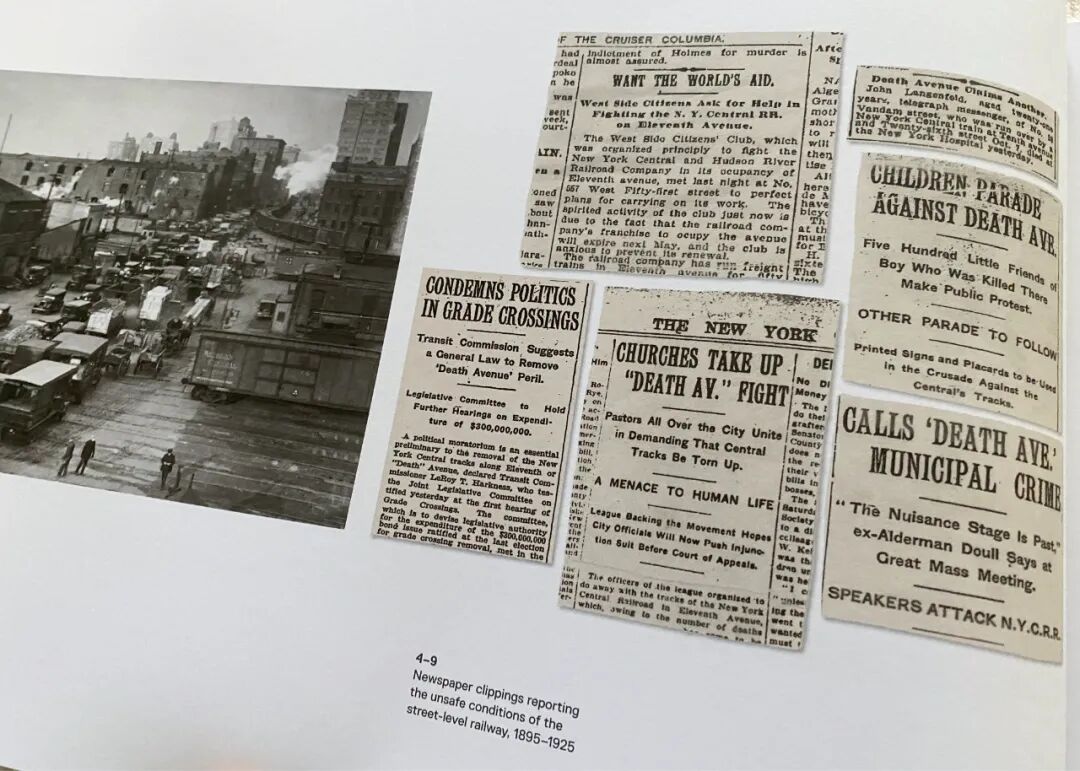 F THE CRUISER COLUMBIA.
had indictment of Holmes for murder is
almost assured.
WANT THE WORLD'S AID.
West Side Citizens Ask for Help in
Fighting the N. Y. Central RR.
on Eleventh Avenue.
The West Side Citizens' Club, which
was organized principly to fight the
New York Central and Hudson River
Railroad Company in its occupancy of
Eleventh avenue, met last night at No.
557 West Fifty-first street to perfect
plans for carrying on its work. The
spirited activity of the club just now is
due to the fact that the railroad com-
pany's franchise to occupy the avenue
will expire next May, and the club is
anxious to prevent its renewal.
The railroad company has run freight
trains in Eleventh avenue for fifty
Death Avenue Claims Another.
John Langenfeld, aged twenty-one
years, telegraph messenger, of No.
Vandam street, who was run over by a
New York Central train at Tenth avenue
and Twenty-sixth street Oct. 7, died at
the New York Hospital yesterday.
CHILDREN PARADE
AGAINST DEATH AVE.
Five Hundred Little Friends of
Boy Who Was Killed There
Make Public Protest.
OTHER PARADE TO FOLLOW
Printed Signs and Placards to be Used
in the Crusade Against the
Central's Tracks.
CONDEMNS POLITICS
IN GRADE CROSSINGS
Transit Commission Suggests
a General Law to Remove
'Death Avenue' Peril.
Legislative Committee to Hold
Further Hearings on Expendi-
ture of $300,000,000.
A political moratorium is an essential
preliminary to the removal of the New
York Central tracks along Eleventh or
"Death" Avenue, declared Transit Com-
missioner LeRoy T. Harkness, who tes-
tified yesterday at the first hearing of
the Joint Legislative Committee on
Grade Crossings. The committee,
which is to devise legislative authority
for the expenditure of the $300,000,000
bond issue ratified at the last election
for grade crossing removal, met in the
THE NEW YORK
CHURCHES TAKE UP
"DEATH AV." FIGHT
Pastors All Over the City Unite
in Demanding That Central
Tracks Be Torn Up.
A MENACE TO HUMAN LIFE
League Backing the Movement Hopes
City Officials Will Now Push Injunc-
tion Suit Before Court of Appeals.
The officers of the league organized to
do away with the tracks of the New York
Central Railroad in Eleventh Avenue,
which, owing to the number of deaths
CALLS 'DEATH AVE.'
MUNICIPAL CRIME
"The Nuisance Stage Is Past,"
ex-Alderman Doull Says at
Great Mass Meeting.
SPEAKERS ATTACK N.Y.C.R.R.
4–9
Newspaper clippings reporting
the unsafe conditions of the
street-level railway, 1895–1925